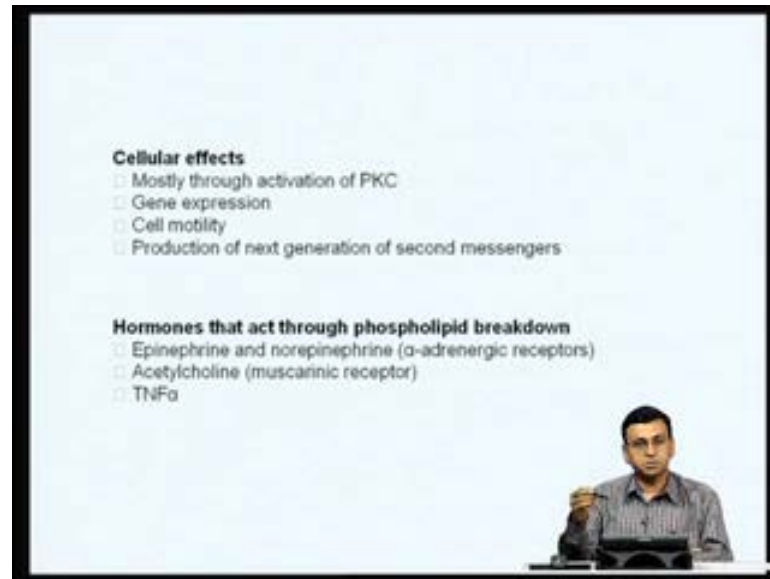 Cellular effects
Mostly through activation of PKC
Gene expression
Cell motility
Production of next generation of second messengers
Hormones that act through phospholipid breakdown
Epinephrine and norepinephrine (α-adrenergic receptors)
Acetylcholine (muscarinic receptor)
TNFα